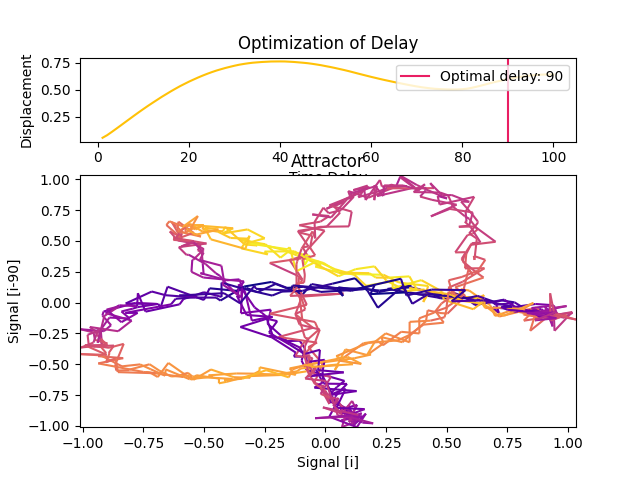 Optimization of Delay
Displacement
0.75
0.50
0.25
Optimal delay: 90
0 20 40 60 80 100
Time Delay
Attractor
Signal [i-90]
1.00
0.75
0.50
0.25
0.00
−0.25
−0.50
−0.75
−1.00
−1.00 −0.75 −0.50 −0.25 0.00 0.25 0.50 0.75 1.00
Signal [i]